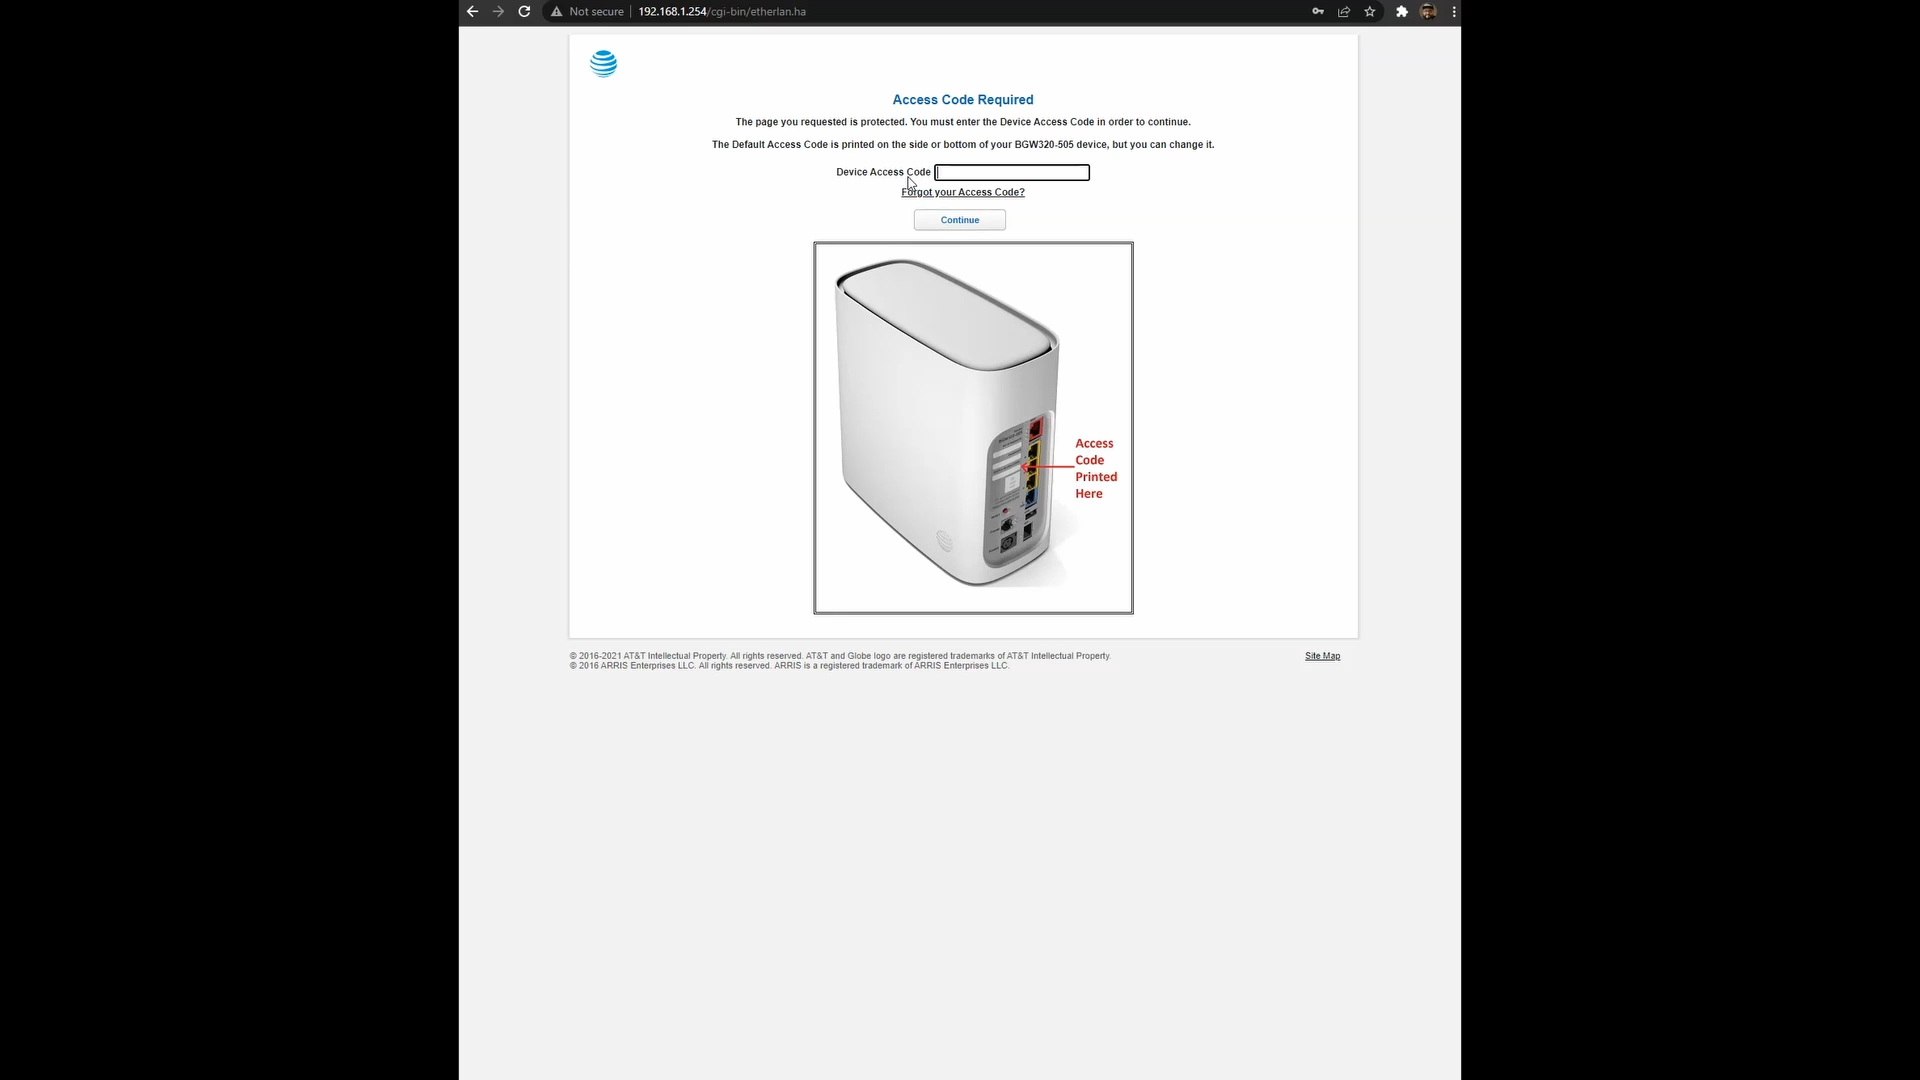 Not secure
192.168.1.254/cgi-bin/etherlan.ha
Access Code Required
The page you requested is protected. You must enter the Device Access Code in order to continue.
The Default Access Code is printed on the side or bottom of your BGW320-505 device, but you can change it.
Device Access Code
Forgot your Access Code?
Continue
Access
Code
Printed
Here
© 2016-2021 AT&T Intellectual Property. All rights reserved. AT&T and Globe logo are registered trademarks of AT&T Intellectual Property.
Site Map
© 2016 ARRIS Enterprises LLC. All rights reserved. ARRIS is a registered trademark of ARRIS Enterprises LLC.